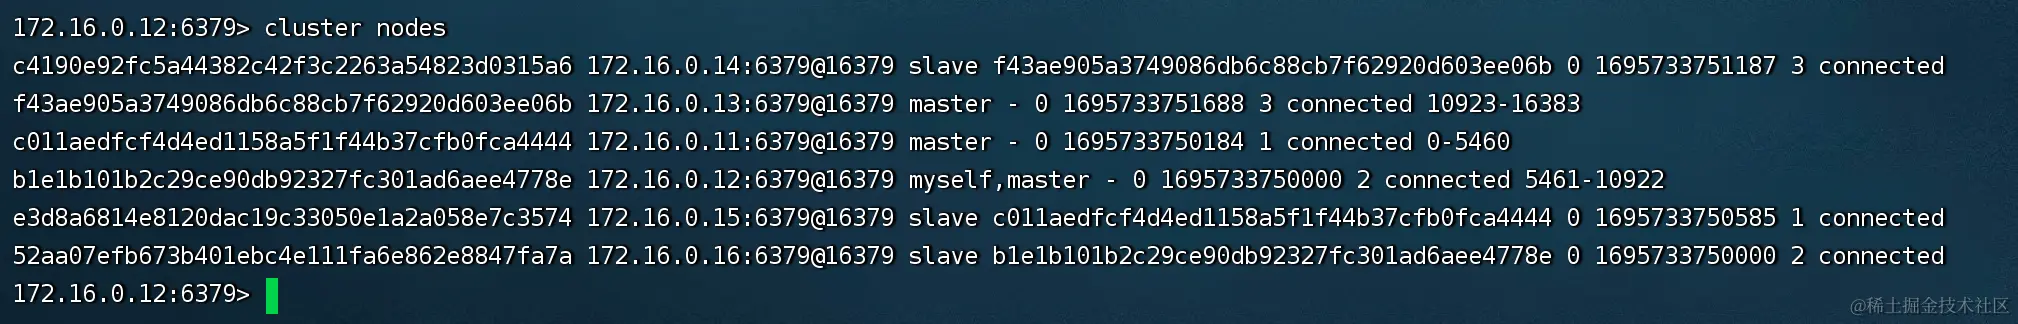 172.16.0.12:6379> cluster nodes
c4190e92fc5a44382c42f3c2263a54823d0315a6 172.16.0.14:6379@16379 slave f43ae905a3749086db6c88cb7f62920d603ee06b 0 1695733751187 3 connected
f43ae905a3749086db6c88cb7f62920d603ee06b 172.16.0.13:6379@16379 master - 0 1695733751688 3 connected 10923-16383
c011aedfcf4d4ed1158a5f1f44b37cfb0fca4444 172.16.0.11:6379@16379 master - 0 1695733750184 1 connected 0-5460
b1e1b101b2c29ce90db92327fc301ad6aee4778e 172.16.0.12:6379@16379 myself,master - 0 1695733750000 2 connected 5461-10922
e3d8a6814e8120dac19c33050e1a2a058e7c3574 172.16.0.15:6379@16379 slave c011aedfcf4d4ed1158a5f1f44b37cfb0fca4444 0 1695733750585 1 connected
52aa07efb673b401ebc4e111fa6e862e8847fa7a 172.16.0.16:6379@16379 slave b1e1b101b2c29ce90db92327fc301ad6aee4778e 0 1695733750000 2 connected
172.16.0.12:6379>
@稀土掘金技术社区